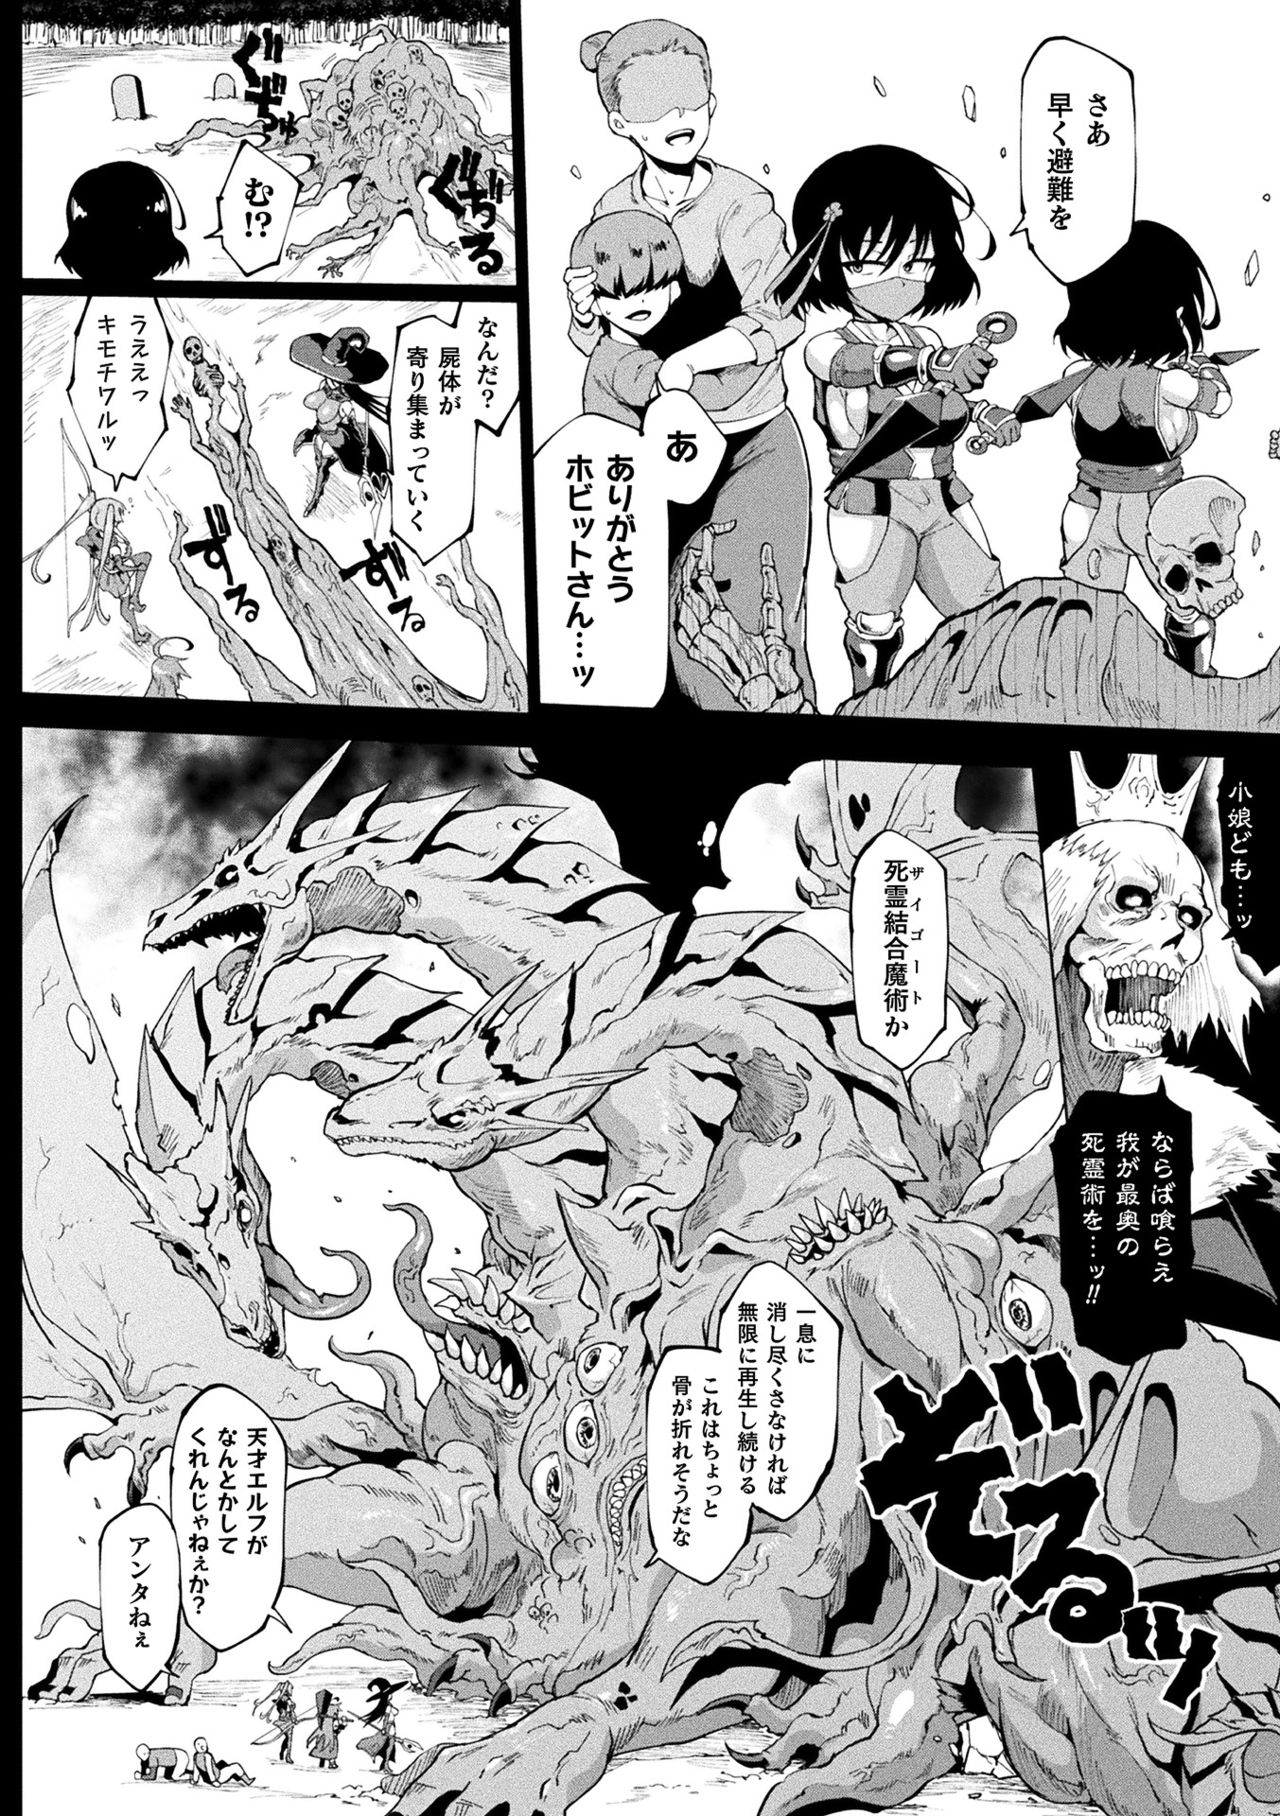 さあ
早く避難を
あ
ありがとう
ホビットさん…ッ
ぐぢゅ
ぐぢゅる
む!?
なんだ?
屍体が
寄り集まっていく
ずる
ずる
うええっ
キモチワルッ
小娘ども…ッ
ならば喰らえ
我が最奥の
死霊術を…ッ!!
ザイゴート
死霊結合魔術か
一息に
消し尽くさなければ
無限に再生し続ける
これはちょっと
骨が折れそうだな
ぞぞるッ
天才エルフが
なんとかして
くれんじゃねぇか?
アンタねぇ